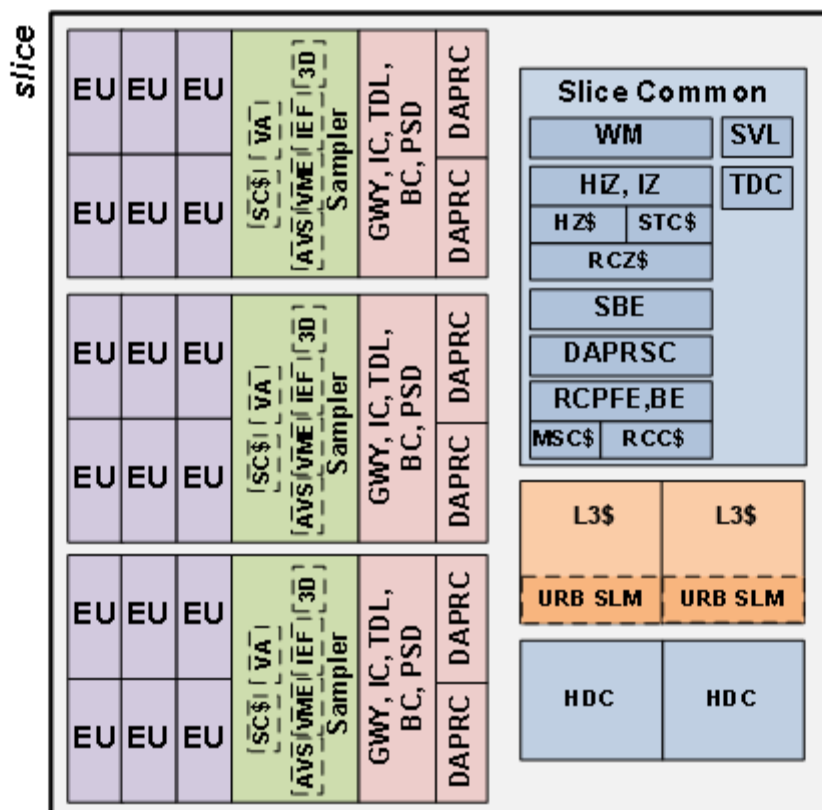 slice
EU EU EU
EU EU EU
SC$ VA
AVS VME IEF 3D
Sampler
GWY, IC, TDL,
BC, PSD
DAPRC
DAPRC
EU EU EU
EU EU EU
SC$ VA
AVS VME IEF 3D
Sampler
GWY, IC, TDL,
BC, PSD
DAPRC
DAPRC
EU EU EU
EU EU EU
SC$ VA
AVS VME IEF 3D
Sampler
GWY, IC, TDL,
BC, PSD
DAPRC
DAPRC
Slice Common
WM SVL
HiZ, IZ TDC
HZ$ STC$
RCZ$
SBE
DAPRSC
RCPFE,BE
MSC$ RCC$
L3$ L3$
URB SLM URB SLM
HDC HDC